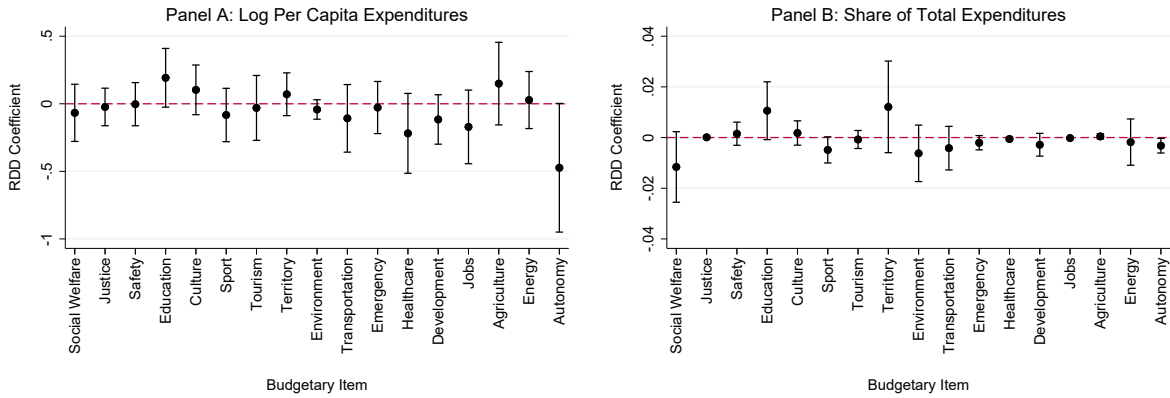 Panel A: Log Per Capita Expenditures
RDD Coefficient
.5
0
-.5
-1
Social Welfare
Justice
Safety
Education
Culture
Sport
Tourism
Territory
Environment
Transportation
Emergency
Healthcare
Development
Jobs
Agriculture
Energy
Autonomy
Budgetary Item
Panel B: Share of Total Expenditures
RDD Coefficient
.04
.02
0
-.02
-.04
Social Welfare
Justice
Safety
Education
Culture
Sport
Tourism
Territory
Environment
Transportation
Emergency
Healthcare
Development
Jobs
Agriculture
Energy
Autonomy
Budgetary Item